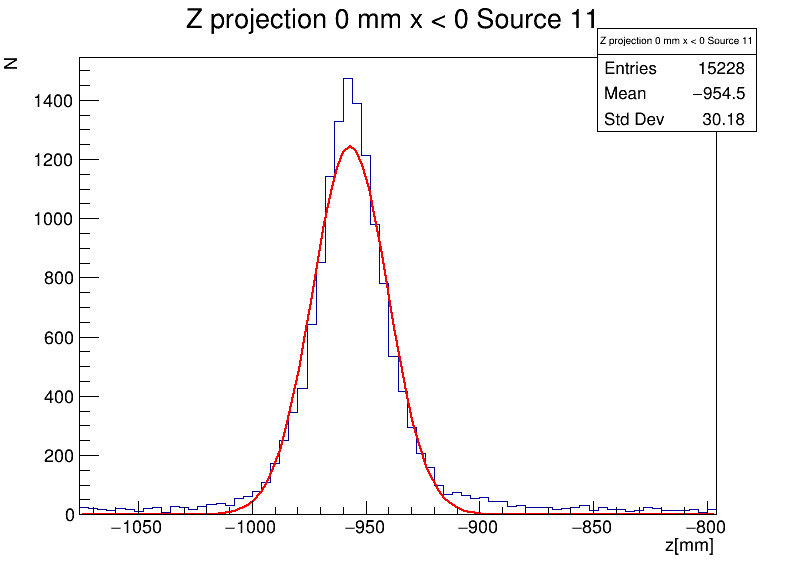 Z projection 0 mm x < 0 Source 11
Z projection 0 mm x < 0 Source 11
Entries 15228
Mean −954.5
Std Dev 30.18
N
1400
1200
1000
800
600
400
200
0
−1050 −1000 −950 −900 −850 −800
z[mm]